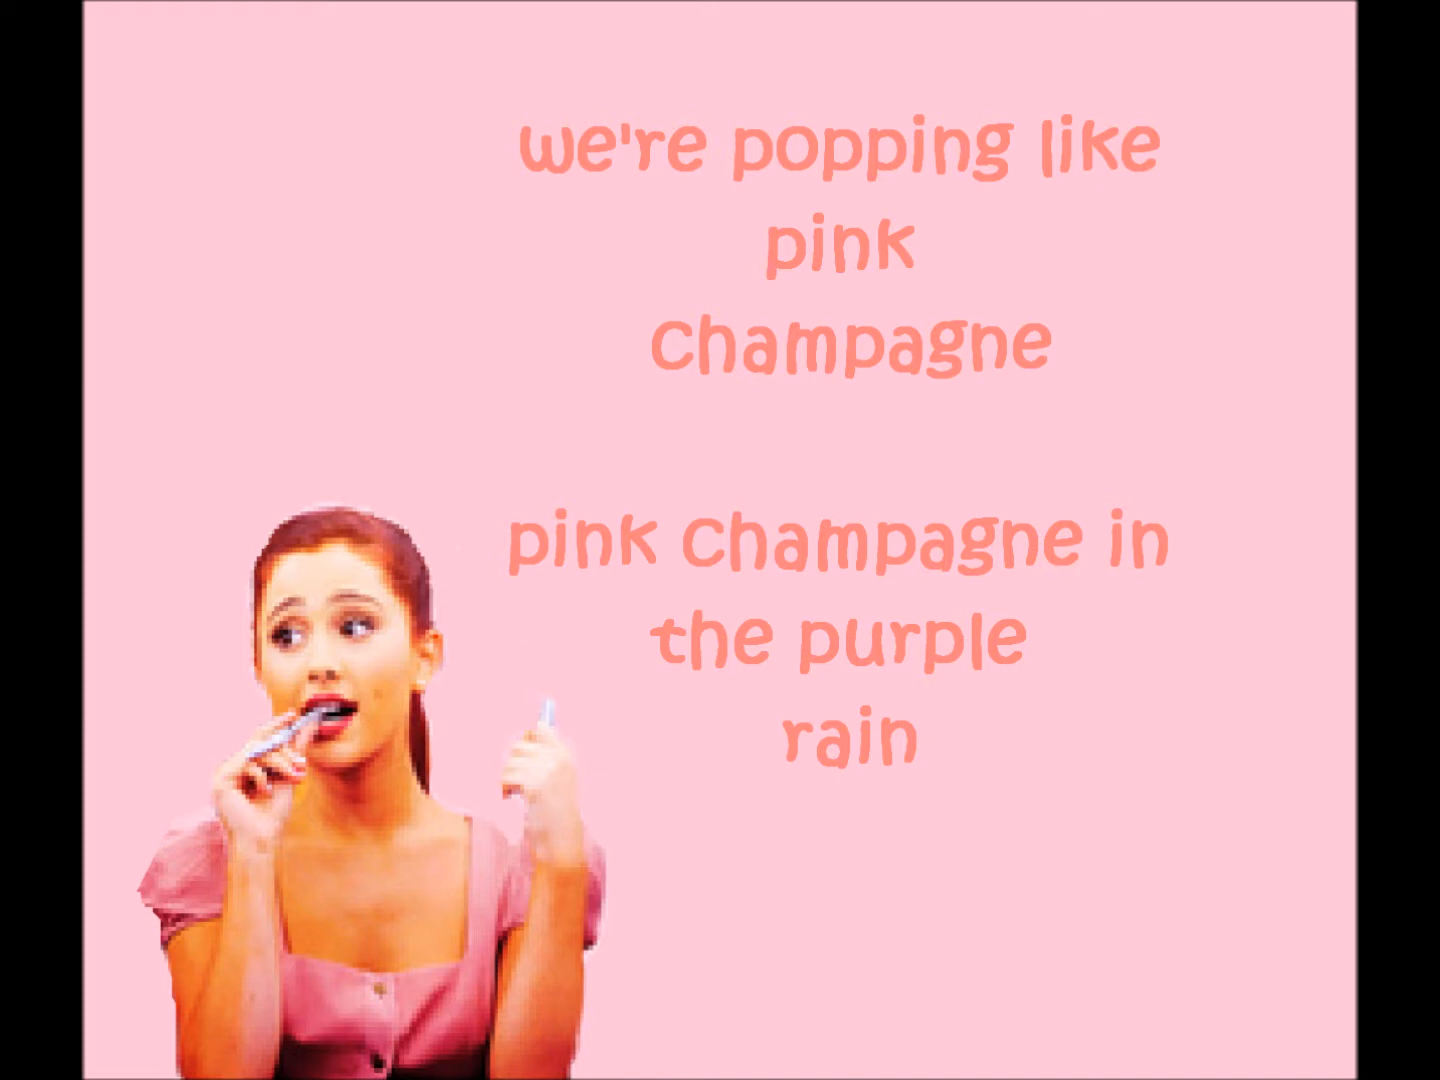 we're popping like
pink
champagne
pink champagne in
the purple
rain